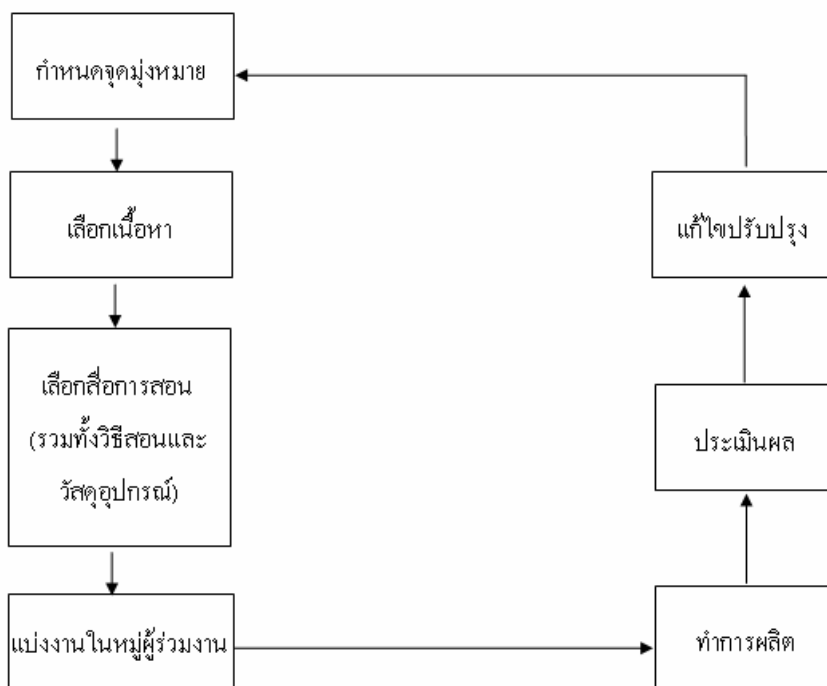 กำหนดจุดมุ่งหมาย
เลือกเนื้อหา
เลือกสื่อการสอน
(รวมทั้งวิธีสอนและ
วัสดุอุปกรณ์)
แบ่งงานในหมู่ผู้ร่วมงาน
ทำการผลิต
ประเมินผล
แก้ไขปรับปรุง